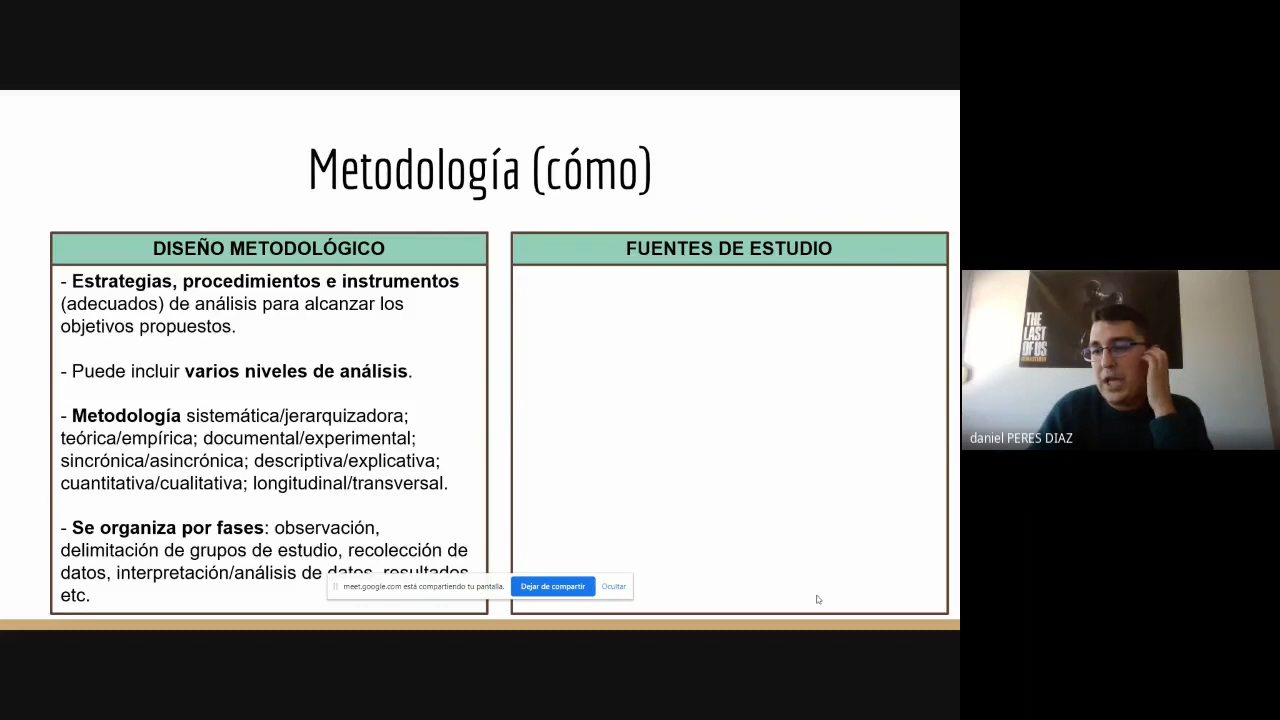 Metodología (cómo)
DISEÑO METODOLÓGICO
- Estrategias, procedimientos e instrumentos
(adecuados) de análisis para alcanzar los
objetivos propuestos.
- Puede incluir varios niveles de análisis.
- Metodología sistemática/jerarquizadora;
teórica/empírica; documental/experimental;
sincrónica/asincrónica; descriptiva/explicativa;
cuantitativa/cualitativa; longitudinal/transversal.
- Se organiza por fases: observación,
delimitación de grupos de estudio, recolección de
datos, interpretación/análisis de datos, resultados
etc.
FUENTES DE ESTUDIO
meet.google.com está compartiendo tu pantalla.
Dejar de compartir
Ocultar
THE
LAST
OF US
REMASTERED
daniel PERES DIAZ